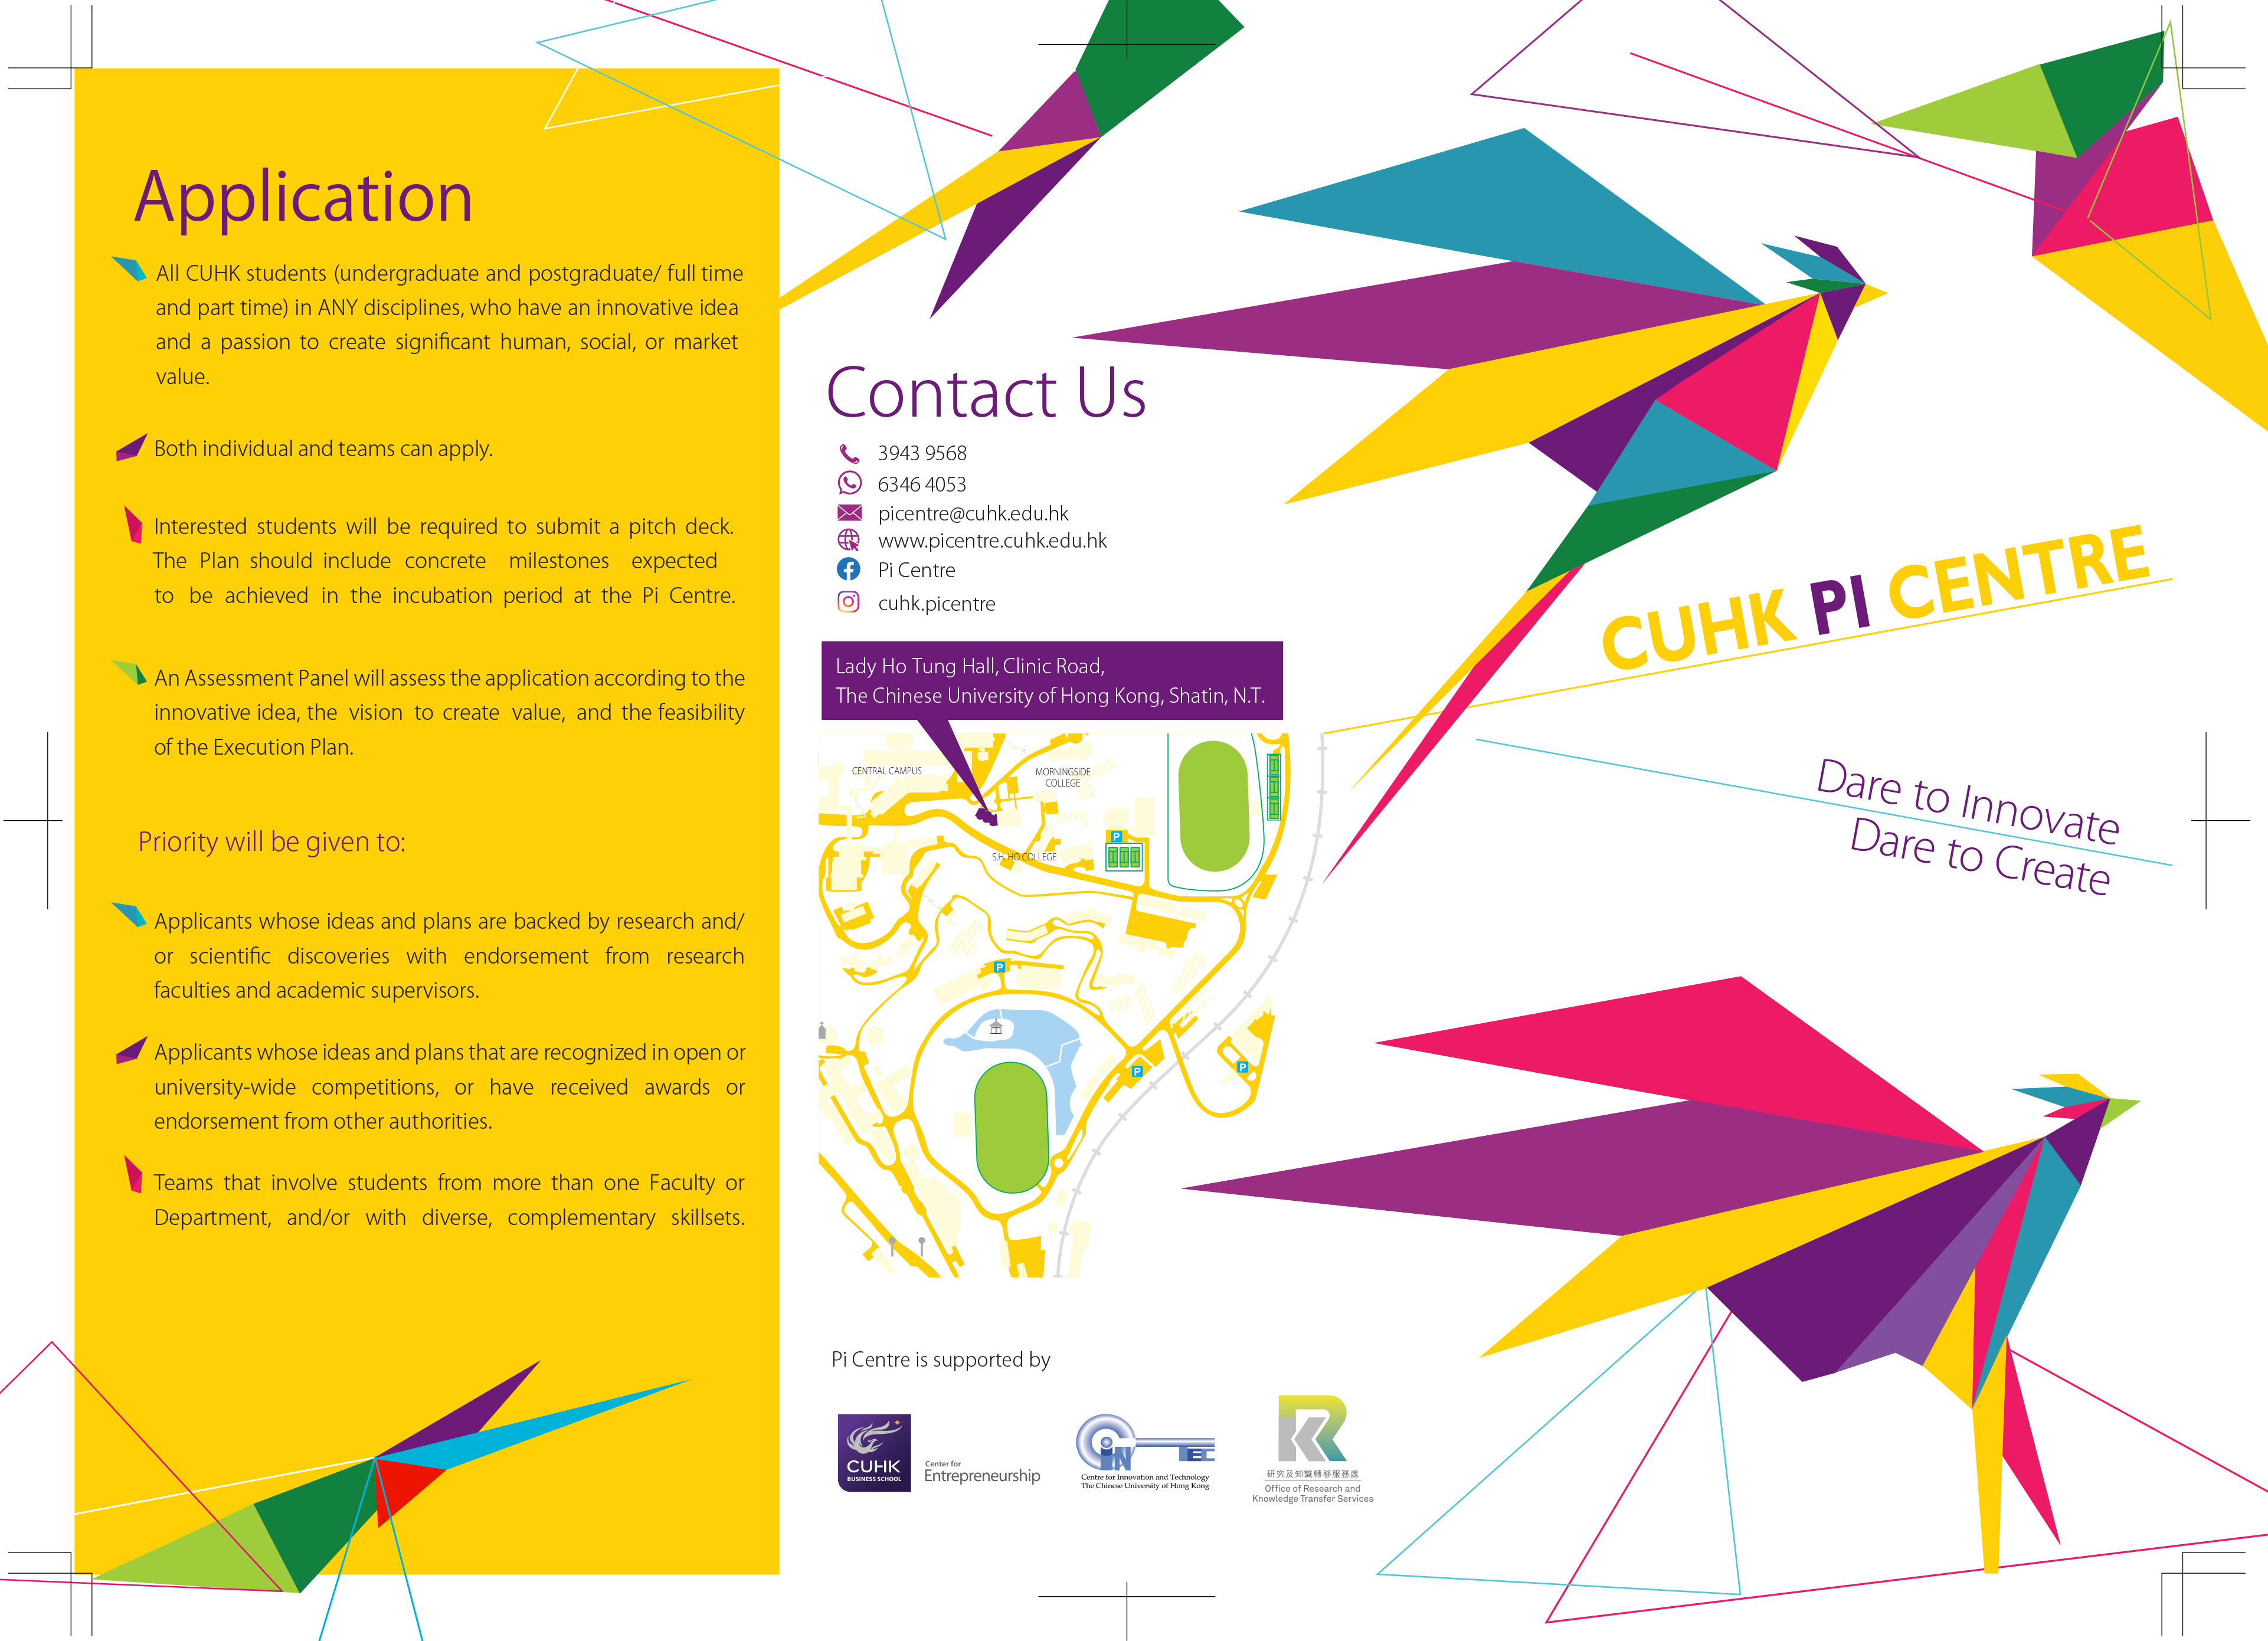 Application
All CUHK students (undergraduate and postgraduate/ full time
and part time) in ANY disciplines, who have an innovative idea
and a passion to create significant human, social, or market
value.
Both individual and teams can apply.
Interested students will be required to submit a pitch deck.
The Plan should include concrete milestones expected
to be achieved in the incubation period at the Pi Centre.
An Assessment Panel will assess the application according to the
innovative idea, the vision to create value, and the feasibility
of the Execution Plan.
Priority will be given to:
Applicants whose ideas and plans are backed by research and/
or scientific discoveries with endorsement from research
faculties and academic supervisors.
Applicants whose ideas and plans that are recognized in open or
university-wide competitions, or have received awards or
endorsement from other authorities.
Teams that involve students from more than one Faculty or
Department, and/or with diverse, complementary skillsets.
Contact Us
3943 9568
6346 4053
picentre@cuhk.edu.hk
www.picentre.cuhk.edu.hk
Pi Centre
cuhk.picentre
Lady Ho Tung Hall, Clinic Road,
The Chinese University of Hong Kong, Shatin, N.T.
CENTRAL CAMPUS
MORNINGSIDE
COLLEGE
P
S.H. HO COLLEGE
P
P
P
Pi Centre is supported by
CUHK
BUSINESS SCHOOL
Center for
Entrepreneurship
CINTEC
Centre for Innovation and Technology
The Chinese University of Hong Kong
研究及知識轉移服務處
Office of Research and
Knowledge Transfer Services
CUHK PI CENTRE
Dare to Innovate
Dare to Create